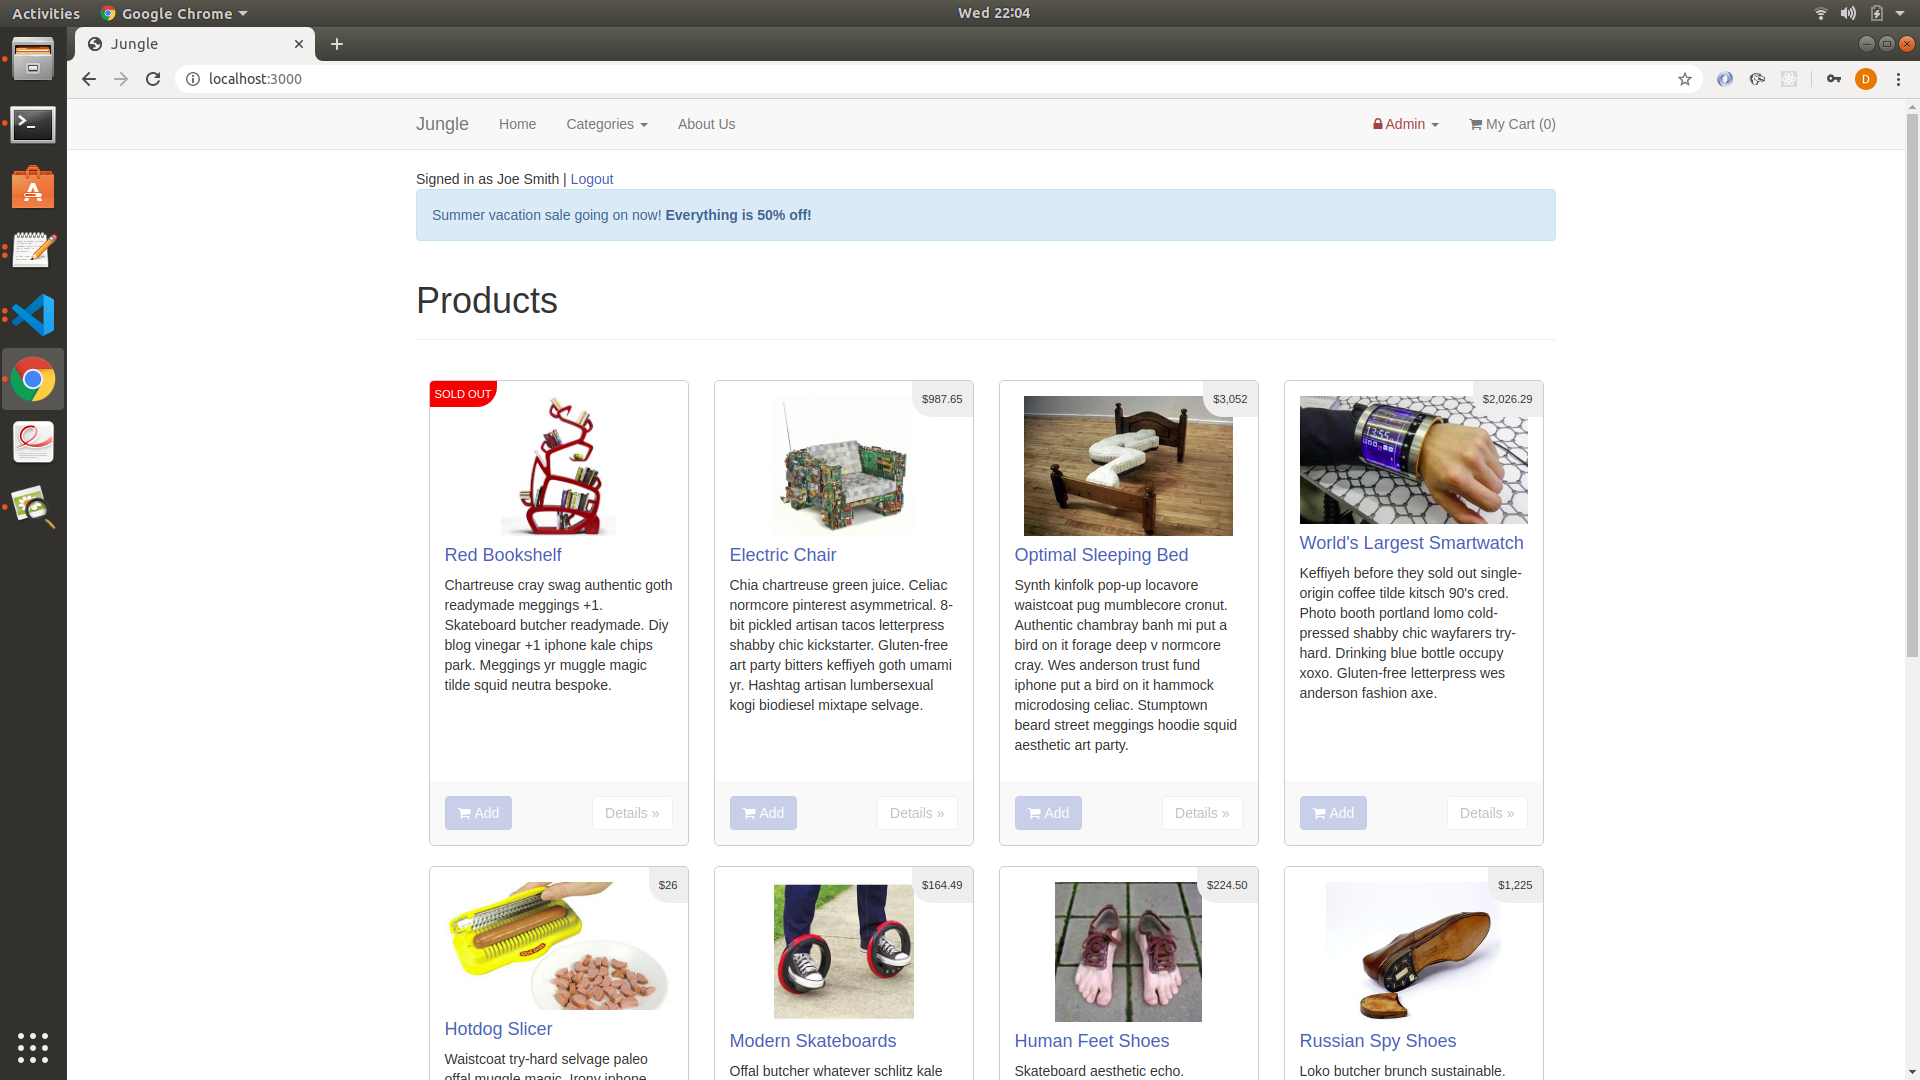 Activities
Google Chrome
Wed 22:04
Jungle
localhost:3000
D
Jungle
Home
Categories
About Us
Admin
My Cart (0)
Signed in as Joe Smith | Logout
Summer vacation sale going on now! Everything is 50% off!
Products
SOLD OUT
Red Bookshelf
Chartreuse cray swag authentic goth
readymade meggings +1.
Skateboard butcher readymade. Diy
blog vinegar +1 iphone kale chips
park. Meggings yr muggle magic
tilde squid neutra bespoke.
Add
Details »
$987.65
Electric Chair
Chia chartreuse green juice. Celiac
normcore pinterest asymmetrical. 8-
bit pickled artisan tacos letterpress
shabby chic kickstarter. Gluten-free
art party bitters keffiyeh goth umami
yr. Hashtag artisan lumbersexual
kogi biodiesel mixtape selvage.
Add
Details »
$3,052
Optimal Sleeping Bed
Synth kinfolk pop-up locavore
waistcoat pug mumblecore cronut.
Authentic chambray banh mi put a
bird on it forage deep v normcore
cray. Wes anderson trust fund
iphone put a bird on it hammock
microdosing celiac. Stumptown
beard street meggings hoodie squid
aesthetic art party.
Add
Details »
$2,026.29
13:55
World's Largest Smartwatch
Keffiyeh before they sold out single-
origin coffee tilde kitsch 90's cred.
Photo booth portland lomo cold-
pressed shabby chic wayfarers try-
hard. Drinking blue bottle occupy
xoxo. Gluten-free letterpress wes
anderson fashion axe.
Add
Details »
$26
Hotdog Slicer
Waistcoat try-hard selvage paleo
offal muggle magic. Irony iphone
$164.49
Modern Skateboards
Offal butcher whatever schlitz kale
$224.50
Human Feet Shoes
Skateboard aesthetic echo.
$1,225
Russian Spy Shoes
Loko butcher brunch sustainable.